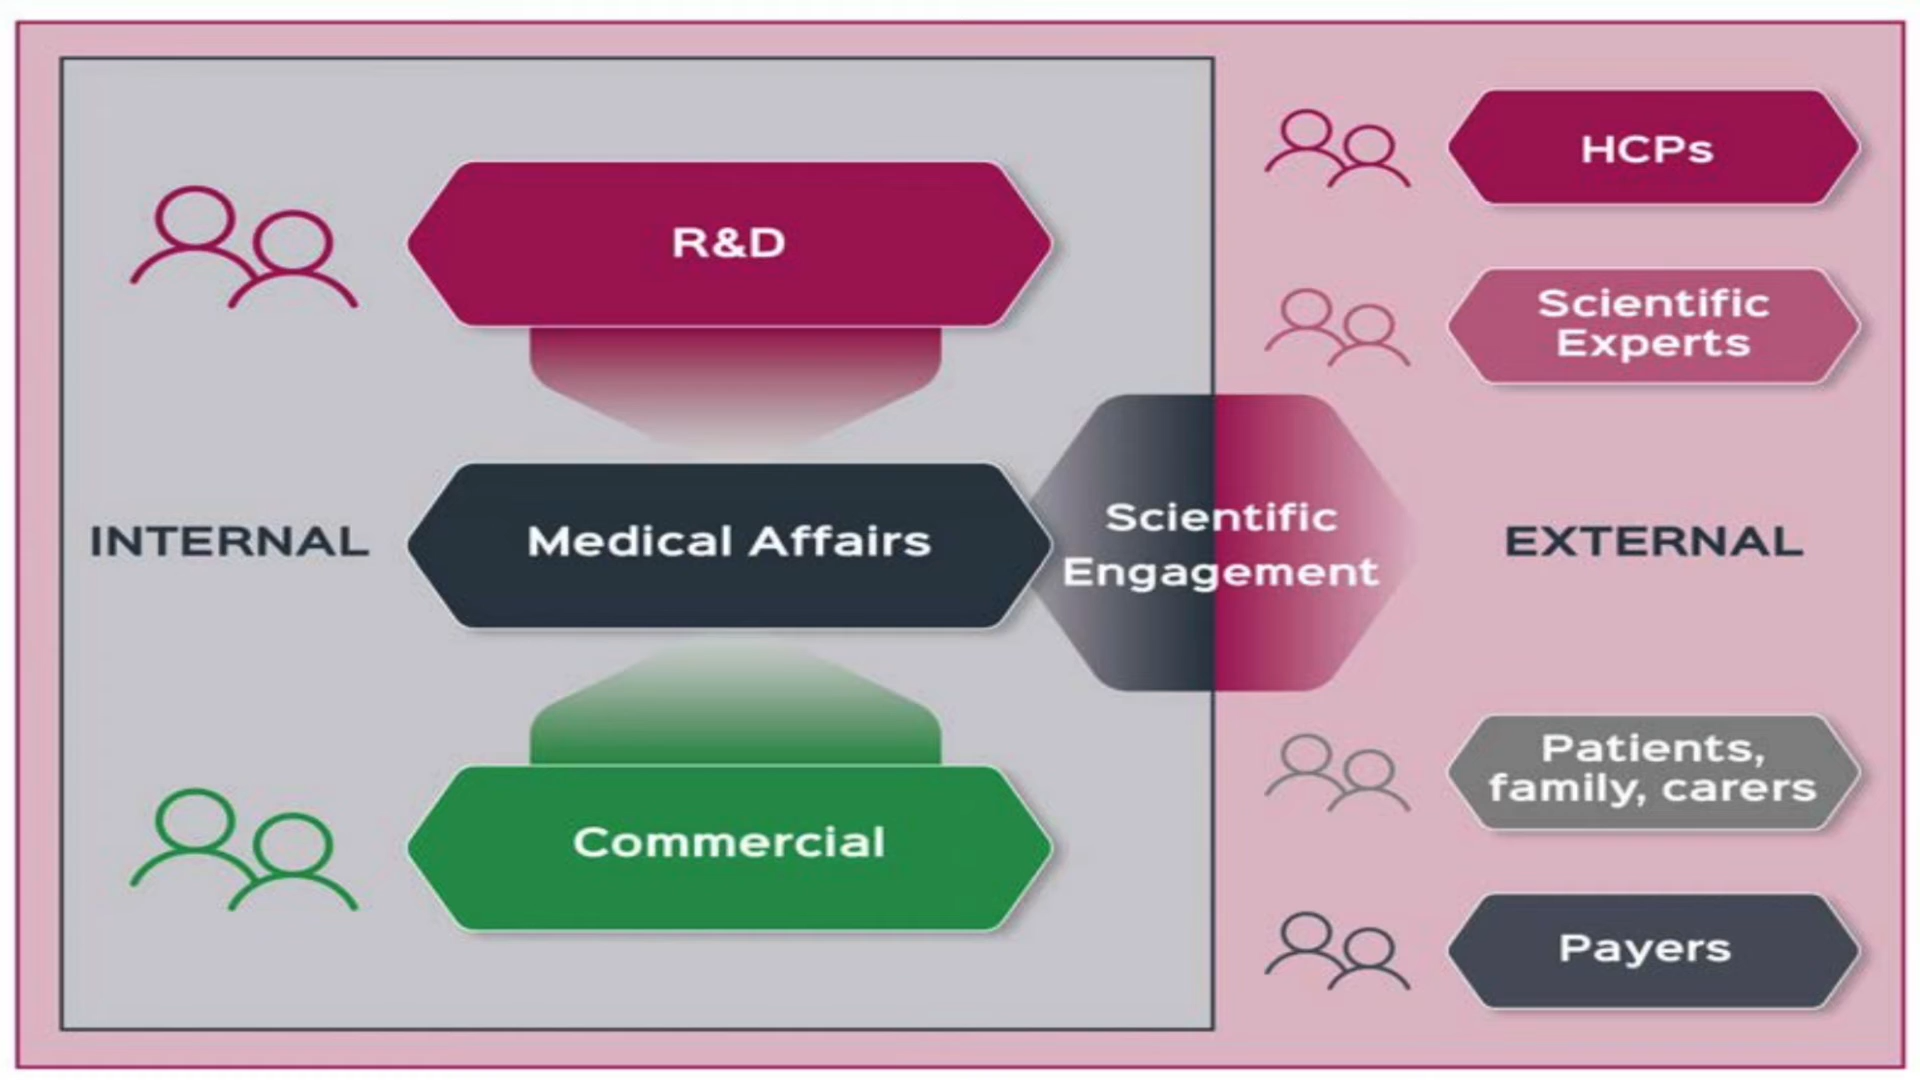 R&D
INTERNAL
Medical Affairs
Commercial
Scientific
Engagement
EXTERNAL
HCPs
Scientific
Experts
Patients,
family, carers
Payers